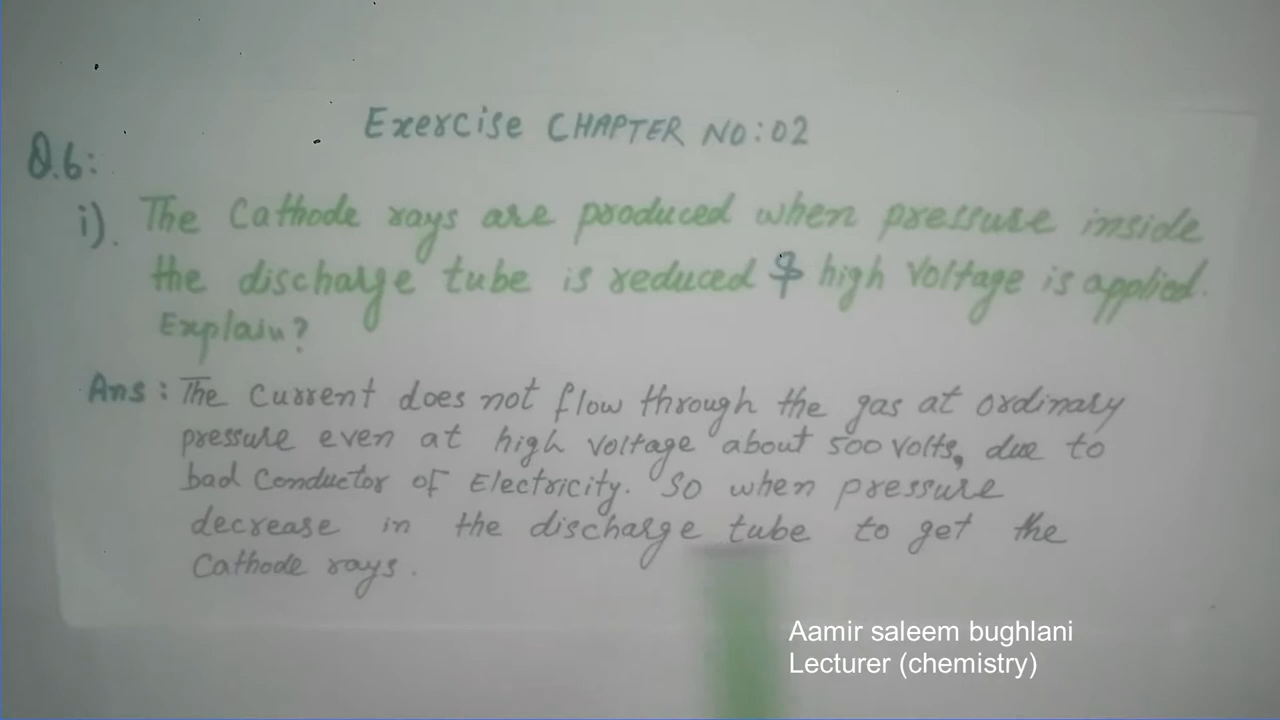 Exercise CHAPTER NO:02
Q.6:
i). The Cathode rays are produced when pressure inside
the discharge tube is reduced & high Voltage is applied.
Explain?
Ans: The Current does not flow through the gas at ordinary
pressure even at high voltage about 500 volts, due to
bad Conductor of Electricity. So when pressure
decrease in the discharge tube to get the
Cathode rays.
Aamir saleem bughlani
Lecturer (chemistry)